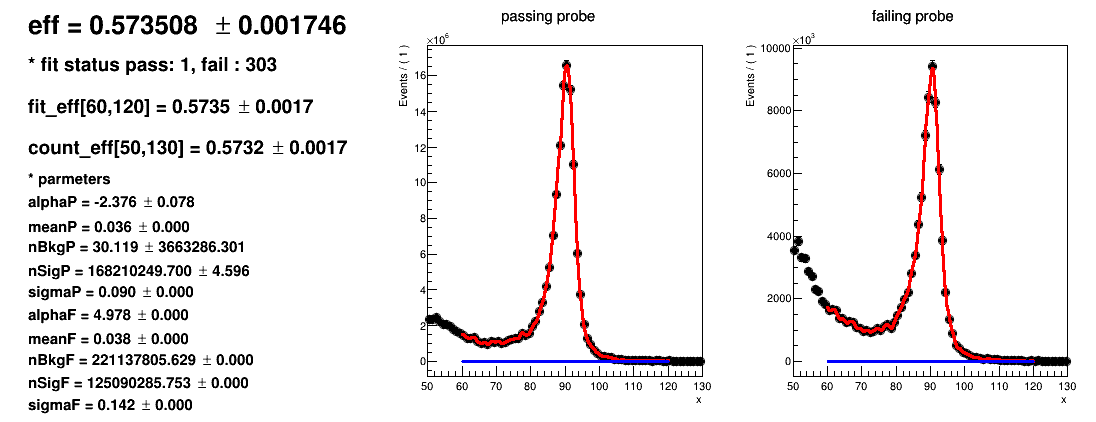 eff = 0.573508 ± 0.001746
* fit status pass: 1, fail : 303
fit_eff[60,120] = 0.5735 ± 0.0017
count_eff[50,130] = 0.5732 ± 0.0017
* parmeters
alphaP = -2.376 ± 0.078
meanP = 0.036 ± 0.000
nBkgP = 30.119 ± 3663286.301
nSigP = 168210249.700 ± 4.596
sigmaP = 0.090 ± 0.000
alphaF = 4.978 ± 0.000
meanF = 0.038 ± 0.000
nBkgF = 221137805.629 ± 0.000
nSigF = 125090285.753 ± 0.000
sigmaF = 0.142 ± 0.000
passing probe
×10⁶
Events / ( 1 )
16
14
12
10
8
6
4
2
0
50 60 70 80 90 100 110 120 130
x
failing probe
×10³
Events / ( 1 )
10000
8000
6000
4000
2000
0
50 60 70 80 90 100 110 120 130
x